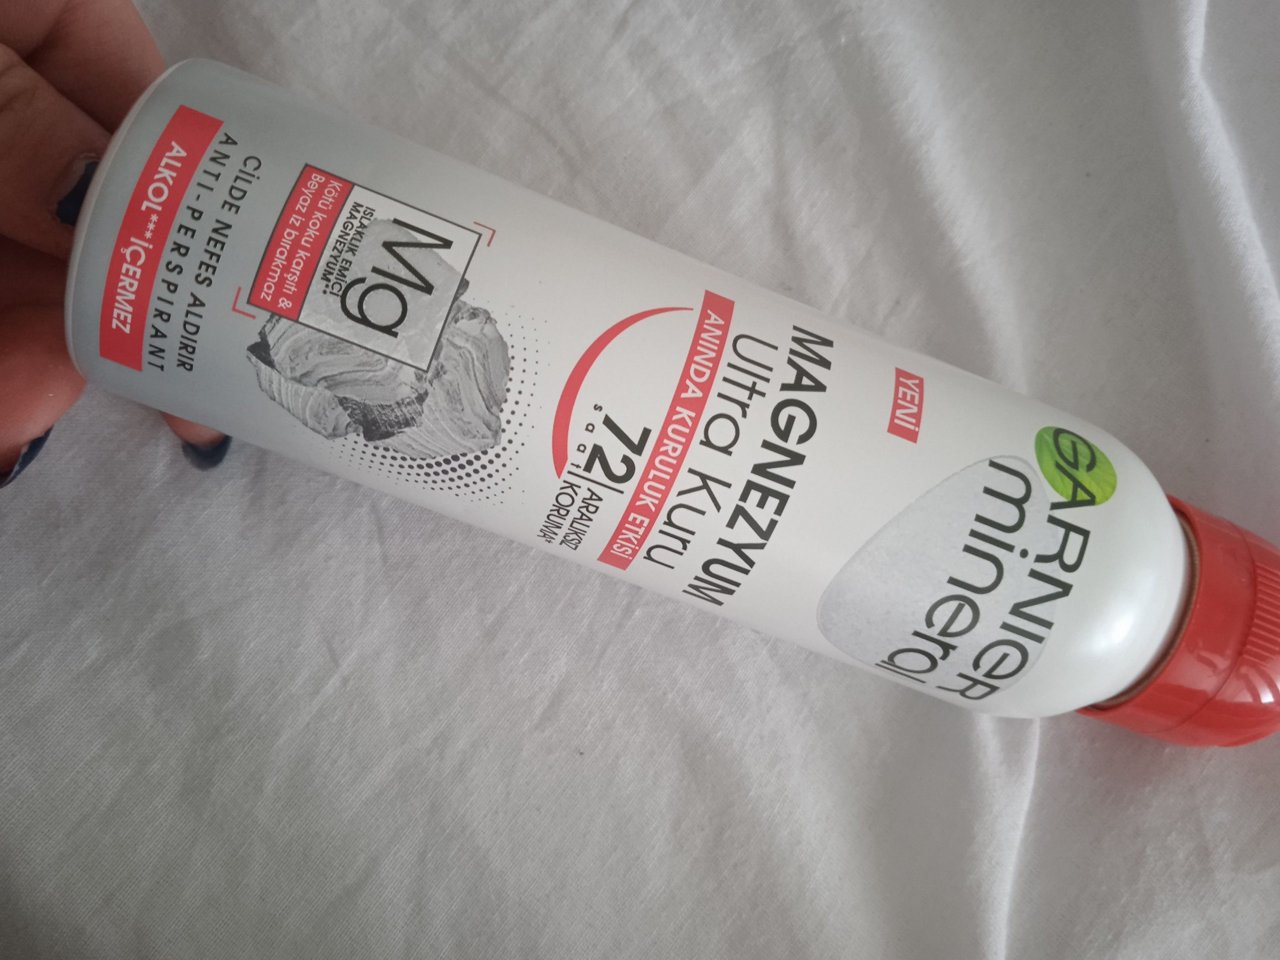 GARNIER
mineral
YENİ
MAGNEZYUM
Ultra Kuru
ANINDA KURULUK ETKİSİ
72
saat
ARALIKSIZ
KORUMA*
Mg
ISLAKLIK EMİCİ
MAGNEZYUM**
Kötü koku karşıtı &
Beyaz iz bırakmaz
CİLDE NEFES ALDIRIR
ANTI-PERSPIRANT
ALKOL***İÇERMEZ